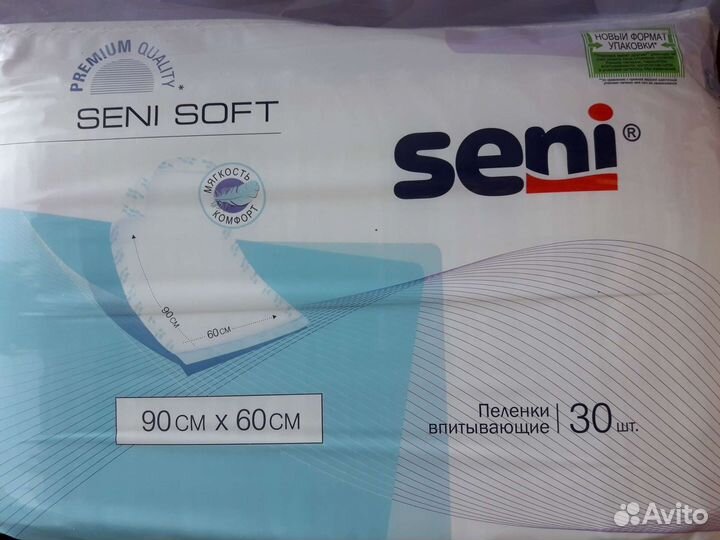 PREMIUM QUALITY*
SENI SOFT
НОВЫЙ ФОРМАТ
УПАКОВКИ*
seni®
МЯГКОСТЬ
КОМФОРТ
90 СМ
60 СМ
90 СМ x 60 СМ
Пеленки
впитывающие
30 шт.
Avito